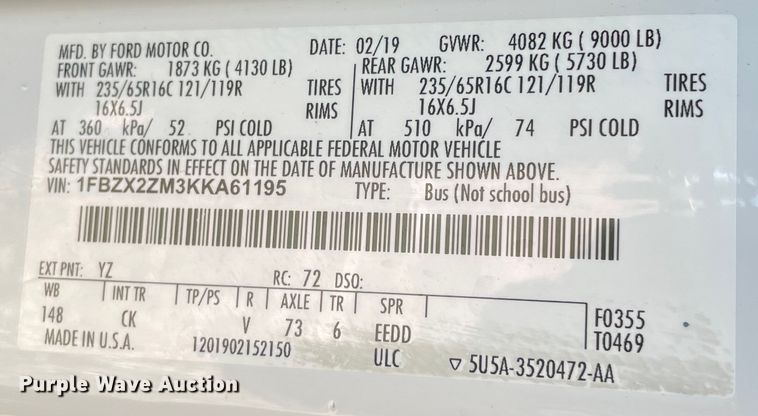 MFD. BY FORD MOTOR CO. DATE: 02/19 GVWR: 4082 KG ( 9000 LB)
FRONT GAWR: 1873 KG ( 4130 LB) REAR GAWR: 2599 KG ( 5730 LB)
WITH 235/65R16C 121/119R TIRES WITH 235/65R16C 121/119R TIRES
16X6.5J RIMS 16X6.5J RIMS
AT 360 kPa/ 52 PSI COLD AT 510 kPa/ 74 PSI COLD
THIS VEHICLE CONFORMS TO ALL APPLICABLE FEDERAL MOTOR VEHICLE
SAFETY STANDARDS IN EFFECT ON THE DATE OF MANUFACTURE SHOWN ABOVE.
VIN: 1FBZX2ZM3KKA61195 TYPE: Bus (Not school bus)
EXT PNT: YZ RC: 72 DSO:
WB INT TR TP/PS R AXLE TR SPR
148 CK V 73 6 EEDD F0355
T0469
MADE IN U.S.A. 1201902152150 ULC ▽ 5U5A-3520472-AA
Purple Wave Auction